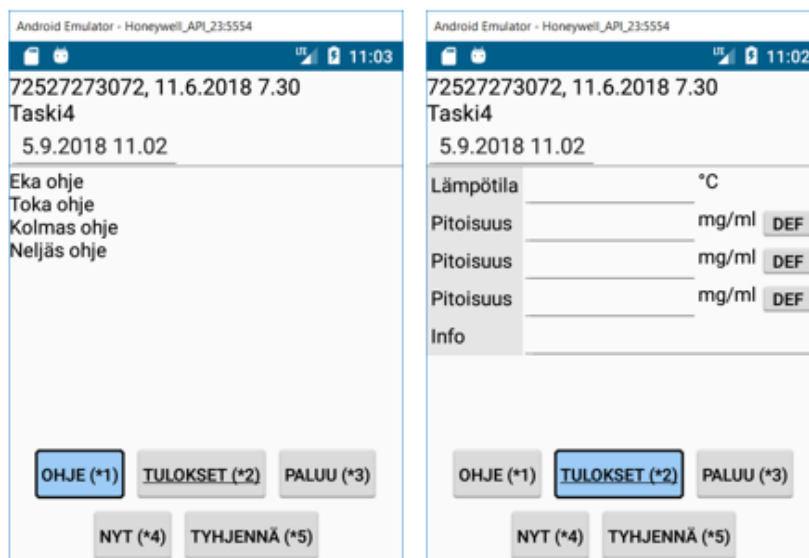 Android Emulator - Honeywell_API_23:5554
LTE 11:03
72527273072, 11.6.2018 7.30
Taski4
5.9.2018 11.02
Eka ohje
Toka ohje
Kolmas ohje
Neljäs ohje
OHJE (*1) TULOKSET (*2) PALUU (*3)
NYT (*4) TYHJENNÄ (*5)
Android Emulator - Honeywell_API_23:5554
LTE 11:02
72527273072, 11.6.2018 7.30
Taski4
5.9.2018 11.02
Lämpötila °C
Pitoisuus mg/ml DEF
Pitoisuus mg/ml DEF
Pitoisuus mg/ml DEF
Info
OHJE (*1) TULOKSET (*2) PALUU (*3)
NYT (*4) TYHJENNÄ (*5)